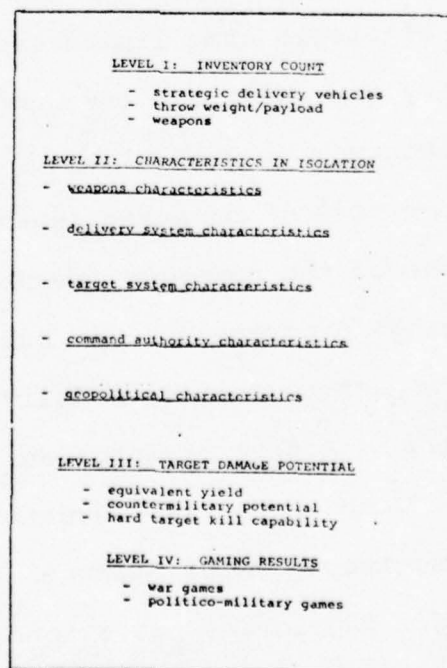 LEVEL I: INVENTORY COUNT
- strategic delivery vehicles
- throw weight/payload
- weapons
LEVEL II: CHARACTERISTICS IN ISOLATION
- weapons characteristics
- delivery system characteristics
- target system characteristics
- command authority characteristics
- geopolitical characteristics
LEVEL III: TARGET DAMAGE POTENTIAL
- equivalent yield
- countermilitary potential
- hard target kill capability
LEVEL IV: GAMING RESULTS
- war games
- politico-military games